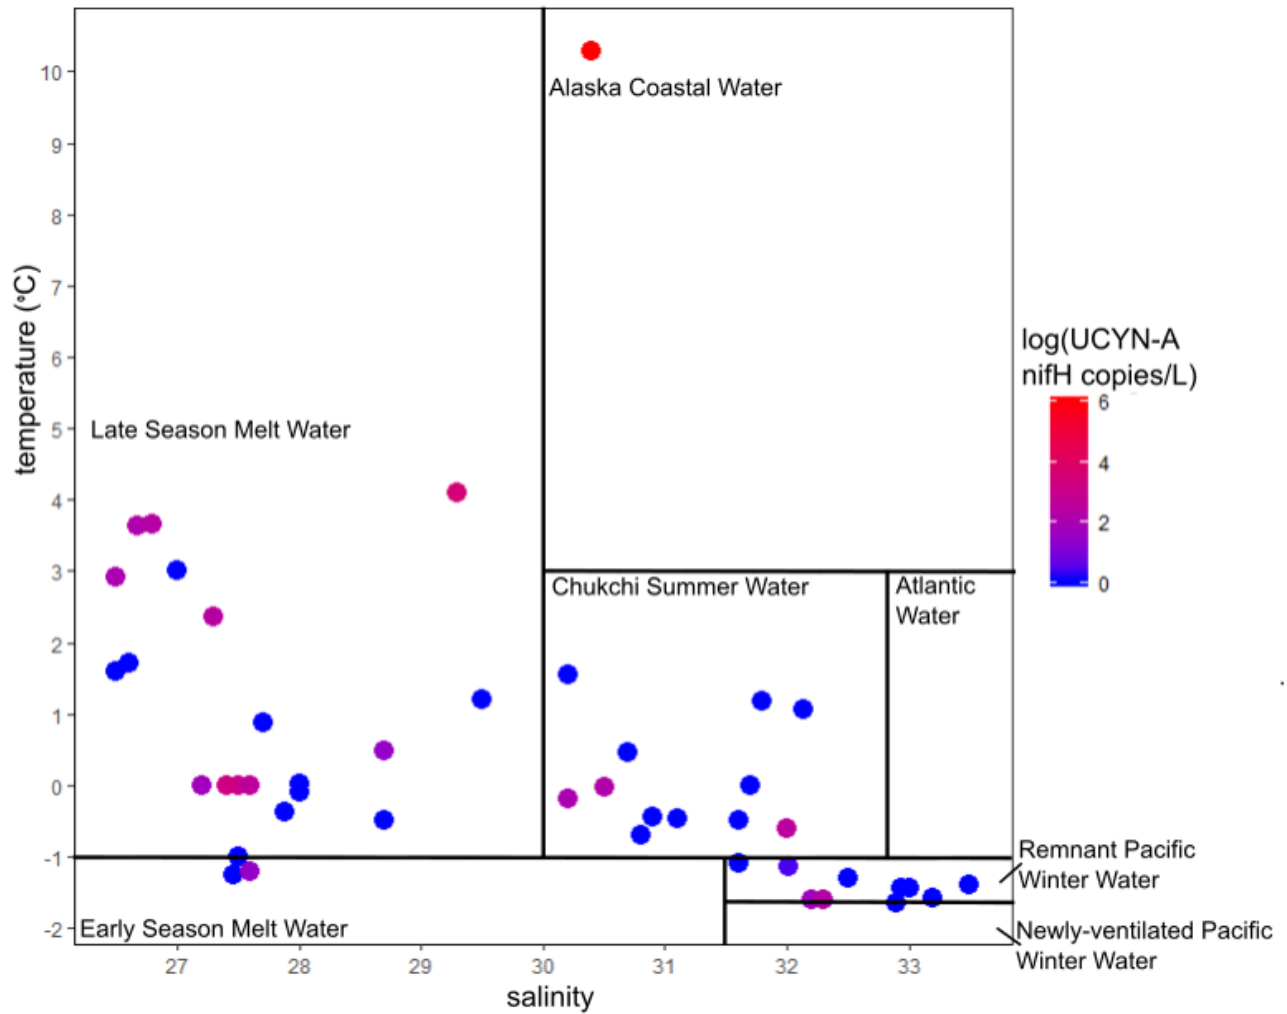 10
9
8
7
6
5
4
3
2
1
0
-1
-2
temperature (°C)
Alaska Coastal Water
Late Season Melt Water
Chukchi Summer Water
Atlantic
Water
Early Season Melt Water
Remnant Pacific
Winter Water
Newly-ventilated Pacific
Winter Water
27
28
29
30
31
32
33
salinity
log(UCYN-A
nifH copies/L)
6
4
2
0